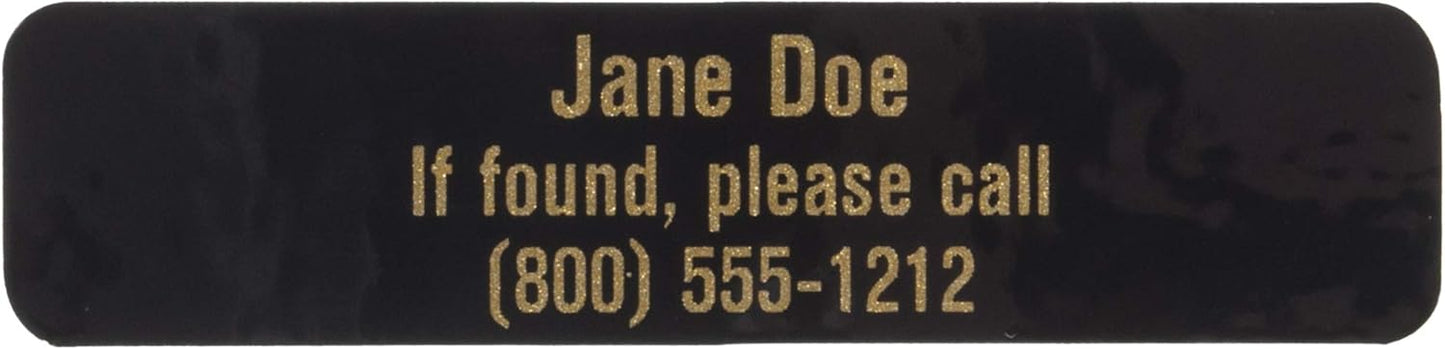 Jane Doe
If found, please call
(800) 555-1212